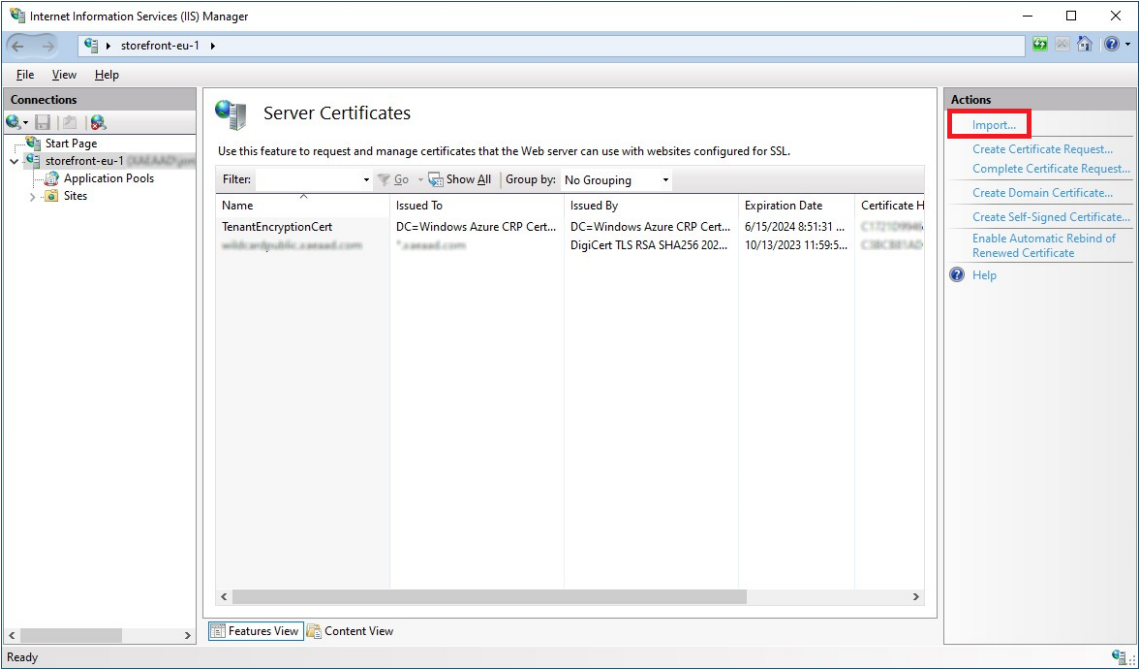 Internet Information Services (IIS) Manager
storefront-eu-1
File View Help
Connections
Start Page
storefront-eu-1
Application Pools
Sites
Server Certificates
Use this feature to request and manage certificates that the Web server can use with websites configured for SSL.
Filter: Go Show All Group by: No Grouping
Name Issued To Issued By Expiration Date Certificate H
TenantEncryptionCert DC=Windows Azure CRP Cert... DC=Windows Azure CRP Cert... 6/15/2024 8:51:31 ...
DigiCert TLS RSA SHA256 202... 10/13/2023 11:59:5...
Features View Content View
Actions
Import...
Create Certificate Request...
Complete Certificate Request...
Create Domain Certificate...
Create Self-Signed Certificate...
Enable Automatic Rebind of
Renewed Certificate
Help
Ready